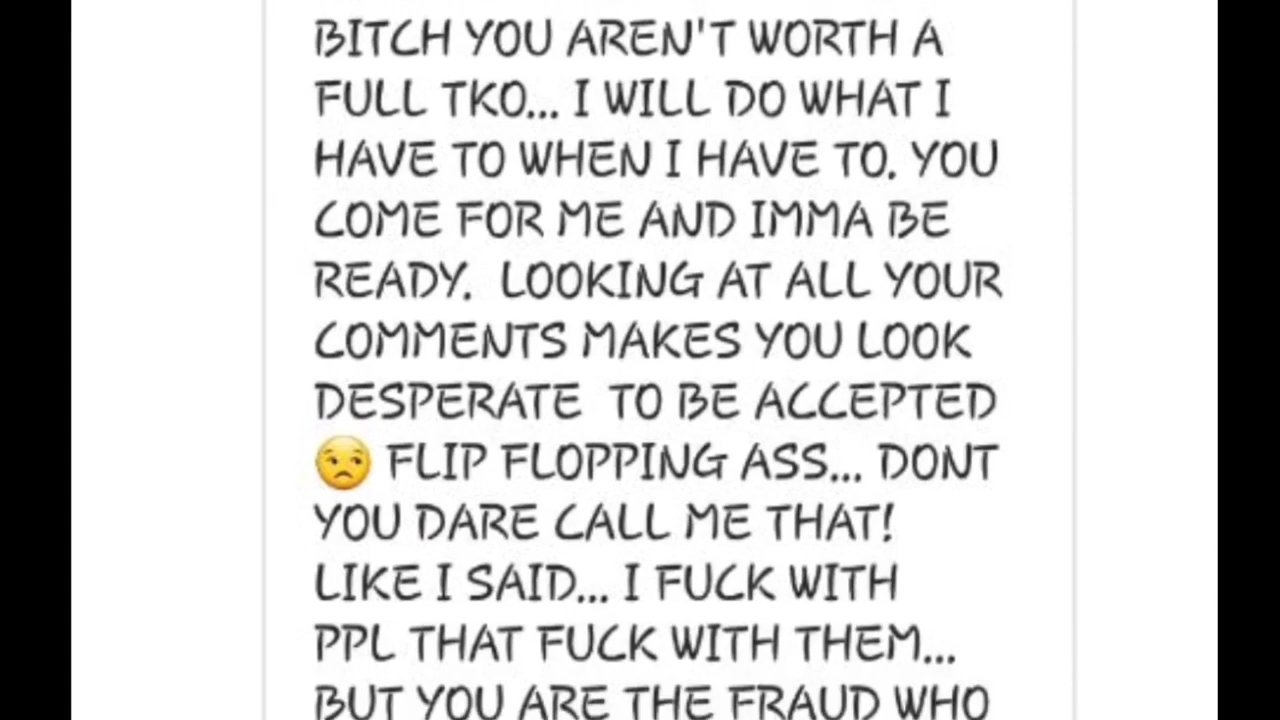 BITCH YOU AREN'T WORTH A
FULL TKO... I WILL DO WHAT I
HAVE TO WHEN I HAVE TO. YOU
COME FOR ME AND IMMA BE
READY.  LOOKING AT ALL YOUR
COMMENTS MAKES YOU LOOK
DESPERATE  TO BE ACCEPTED
😒 FLIP FLOPPING ASS... DONT
YOU DARE CALL ME THAT!
LIKE I SAID... I FUCK WITH
PPL THAT FUCK WITH THEM...
BUT YOU ARE THE FRAUD WHO